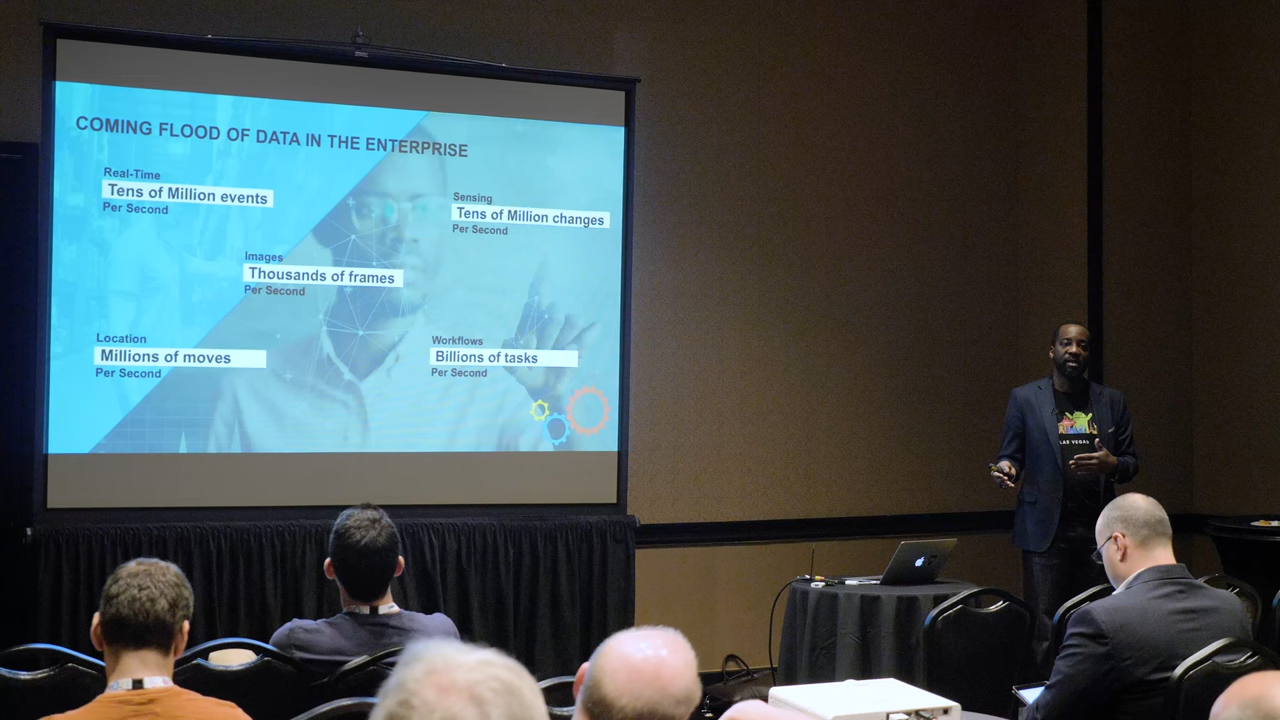 COMING FLOOD OF DATA IN THE ENTERPRISE
Real-Time
Tens of Million events
Per Second
Sensing
Tens of Million changes
Per Second
Images
Thousands of frames
Per Second
Location
Millions of moves
Per Second
Workflows
Billions of tasks
Per Second
LAS VEGAS